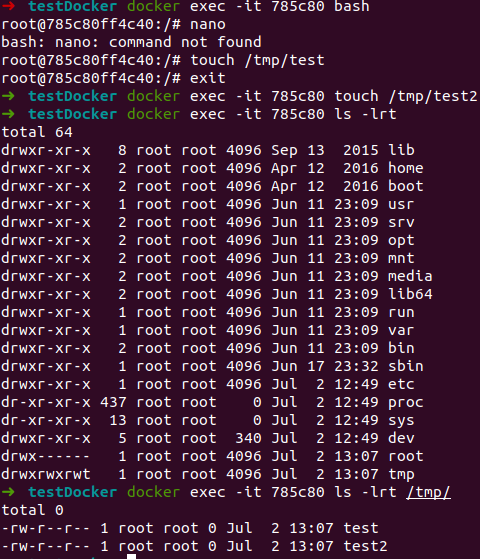 ➜ testDocker docker exec -it 785c80 bash
root@785c80ff4c40:/# nano
bash: nano: command not found
root@785c80ff4c40:/# touch /tmp/test
root@785c80ff4c40:/# exit
➜ testDocker docker exec -it 785c80 touch /tmp/test2
➜ testDocker docker exec -it 785c80 ls -lrt
total 64
drwxr-xr-x   8 root root 4096 Sep 13  2015 lib
drwxr-xr-x   2 root root 4096 Apr 12  2016 home
drwxr-xr-x   2 root root 4096 Apr 12  2016 boot
drwxr-xr-x   1 root root 4096 Jun 11 23:09 usr
drwxr-xr-x   2 root root 4096 Jun 11 23:09 srv
drwxr-xr-x   2 root root 4096 Jun 11 23:09 opt
drwxr-xr-x   2 root root 4096 Jun 11 23:09 mnt
drwxr-xr-x   2 root root 4096 Jun 11 23:09 media
drwxr-xr-x   2 root root 4096 Jun 11 23:09 lib64
drwxr-xr-x   1 root root 4096 Jun 11 23:09 run
drwxr-xr-x   1 root root 4096 Jun 11 23:09 var
drwxr-xr-x   2 root root 4096 Jun 11 23:09 bin
drwxr-xr-x   1 root root 4096 Jun 17 23:32 sbin
drwxr-xr-x   1 root root 4096 Jul  2 12:49 etc
dr-xr-xr-x 437 root root    0 Jul  2 12:49 proc
dr-xr-xr-x  13 root root    0 Jul  2 12:49 sys
drwxr-xr-x   5 root root  340 Jul  2 12:49 dev
drwx------   1 root root 4096 Jul  2 13:07 root
drwxrwxrwt   1 root root 4096 Jul  2 13:07 tmp
➜ testDocker docker exec -it 785c80 ls -lrt /tmp/
total 0
-rw-r--r-- 1 root root 0 Jul  2 13:07 test
-rw-r--r-- 1 root root 0 Jul  2 13:07 test2
➜ testDocker